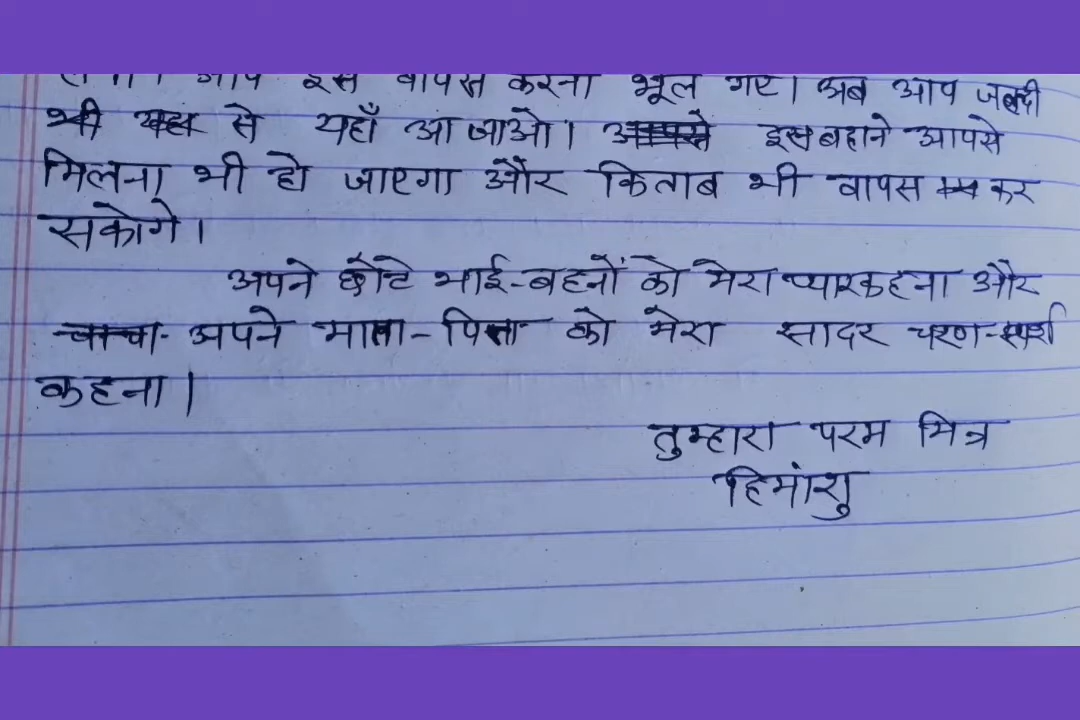 आप इसे वापस करना भूल गए। अब आप जल्दी
से यहाँ आ जाओ। इस बहाने आपसे
मिलना भी हो जाएगा और किताब भी वापस कर
सकोगे।
अपने छोटे भाई-बहनों को मेरा प्यार कहना और
अपने माता-पिता को मेरा सादर चरण-स्पर्श
कहना।
तुम्हारा परम मित्र
हिमांशु